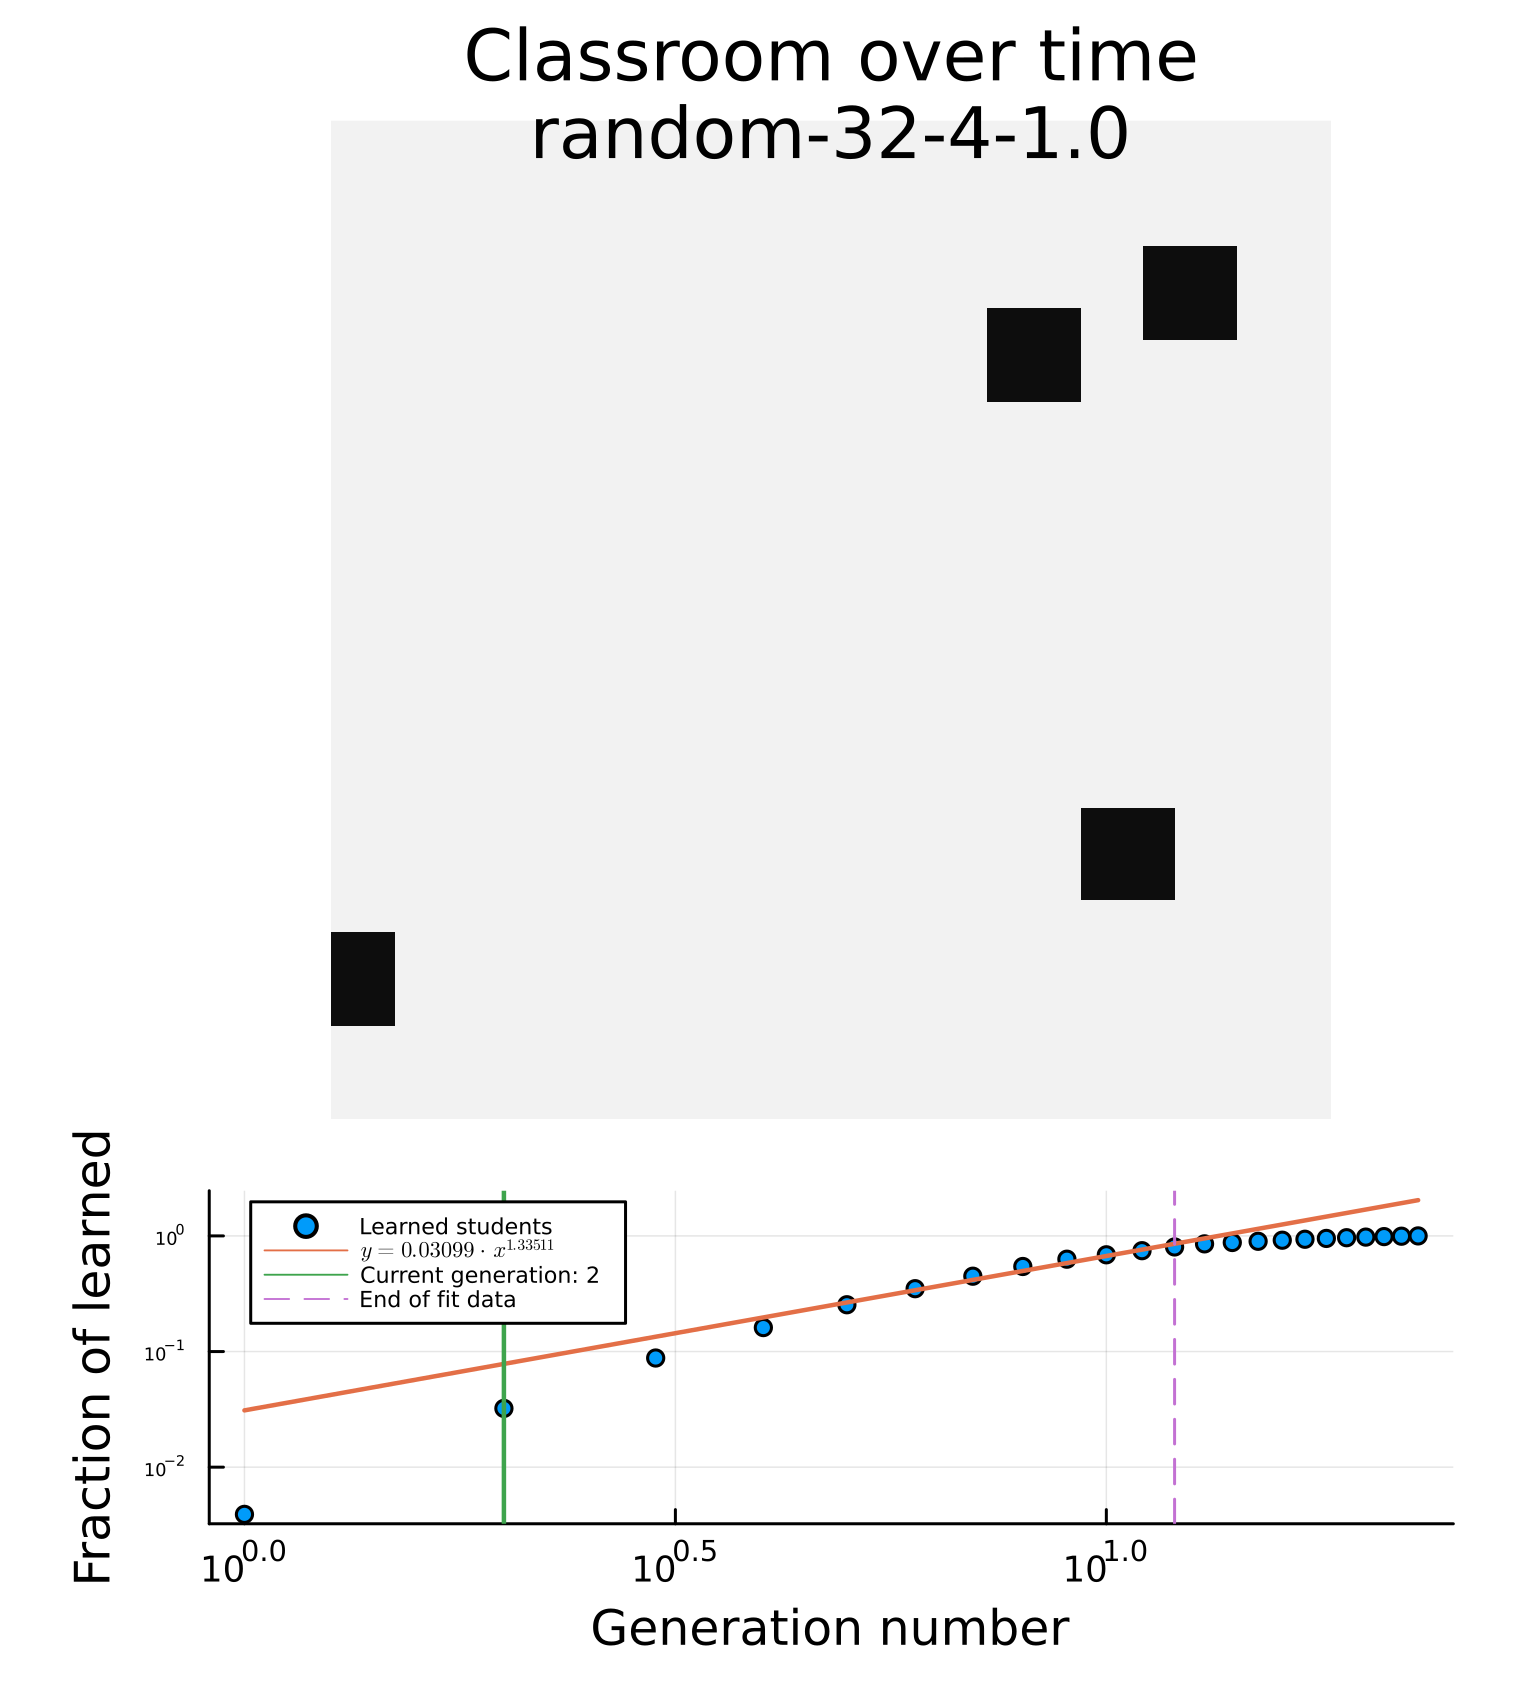 Classroom over time
random-32-4-1.0
Fraction of learned
10⁰
10⁻¹
10⁻²
Learned students
y = 0.03099 · x^1.33511
Current generation: 2
End of fit data
10^0.0
10^0.5
10^1.0
Generation number